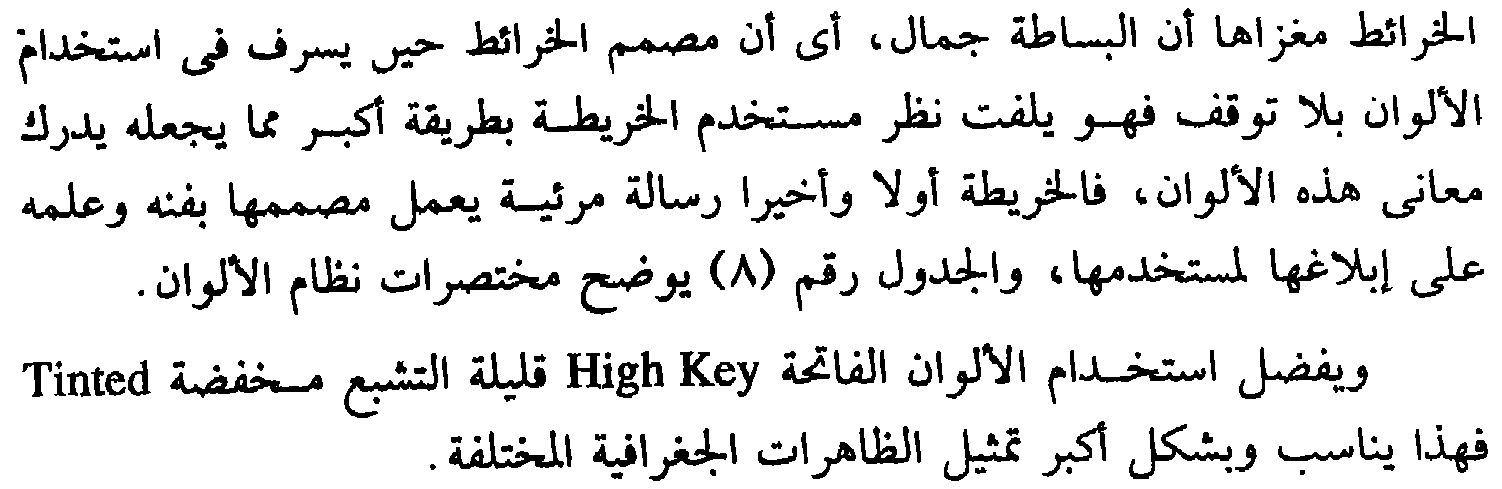 الخرائط مغزاها أن البساطة جمال، أى أن مصمم الخرائط حين يسرف فى استخدام
الألوان بلا توقف فهو يلفت نظر مستخدم الخريطة بطريقة أكبر مما يجعله يدرك
معانى هذه الألوان، فالخريطة أولا وأخيرا رسالة مرئية يعمل مصممها بفنه وعلمه
على إبلاغها لمستخدمها، والجدول رقم (٨) يوضح مختصرات نظام الألوان.
ويفضل استخدام الألوان الفاتحة High Key قليلة التشبع مخفضة Tinted
فهذا يناسب وبشكل أكبر تمثيل الظاهرات الجغرافية المختلفة.